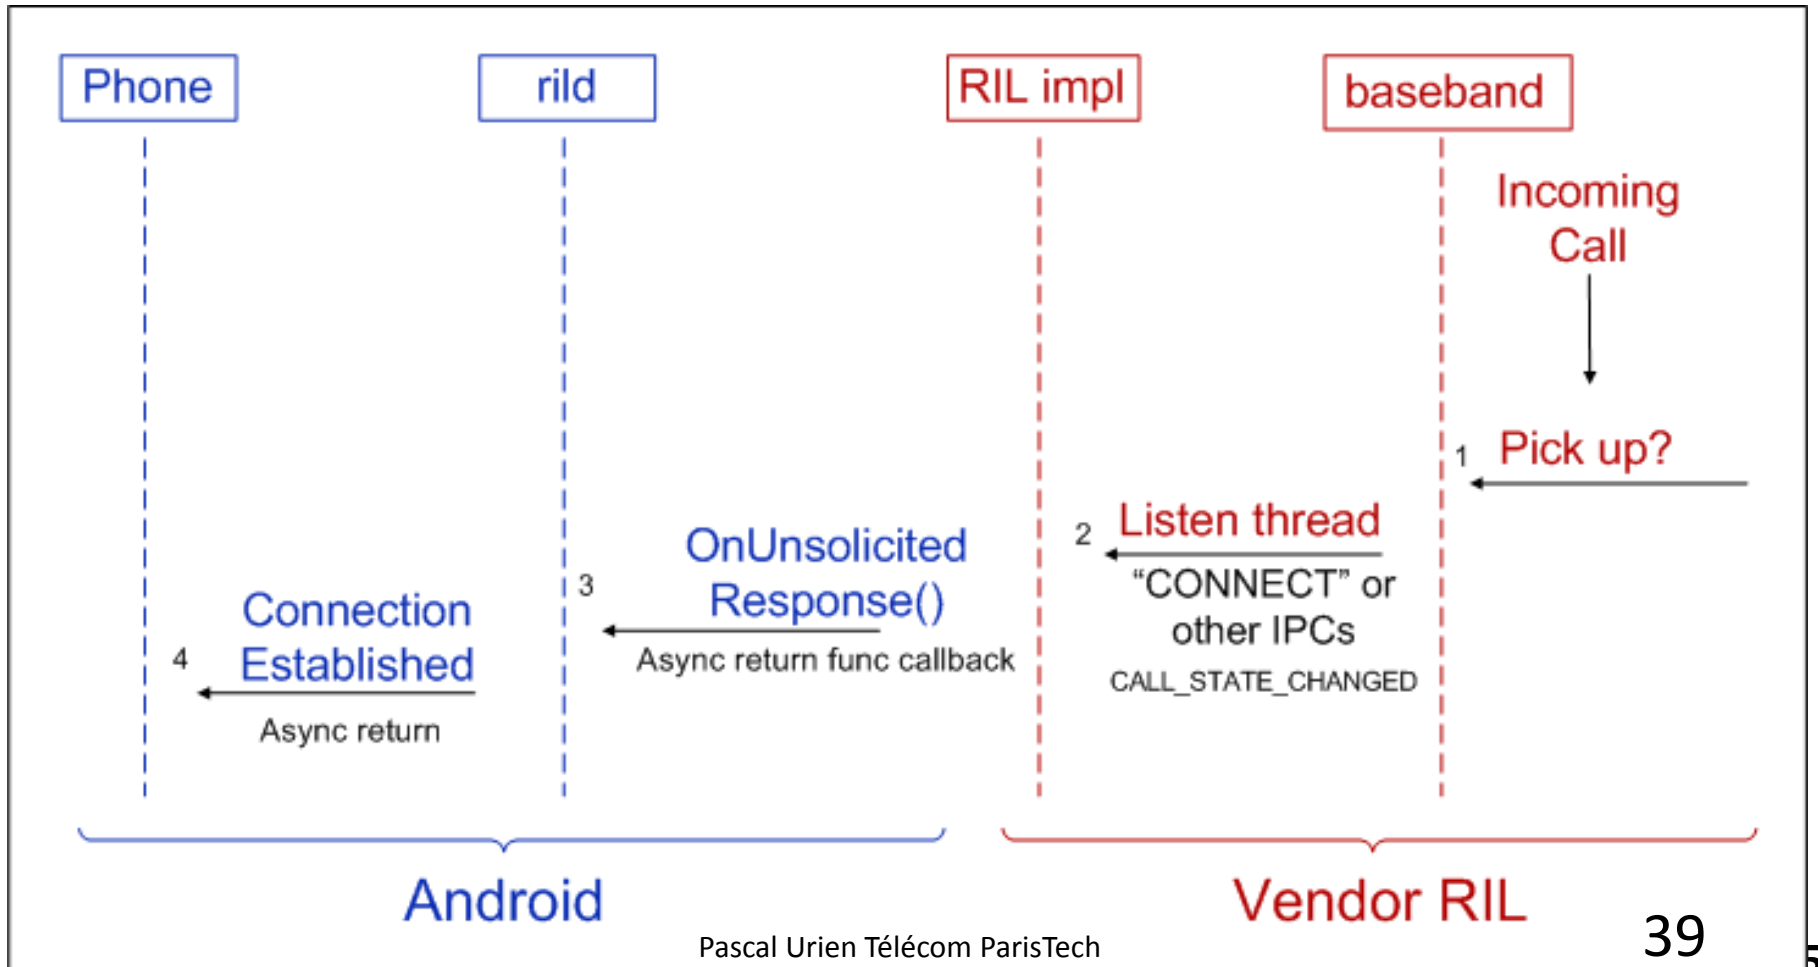 Phone
rild
RIL impl
baseband
Incoming
Call
1
Pick up?
2
Listen thread
“CONNECT” or
other IPCs
CALL_STATE_CHANGED
3
OnUnsolicited
Response()
Async return func callback
4
Connection
Established
Async return
Android
Vendor RIL
Pascal Urien Télécom ParisTech
39